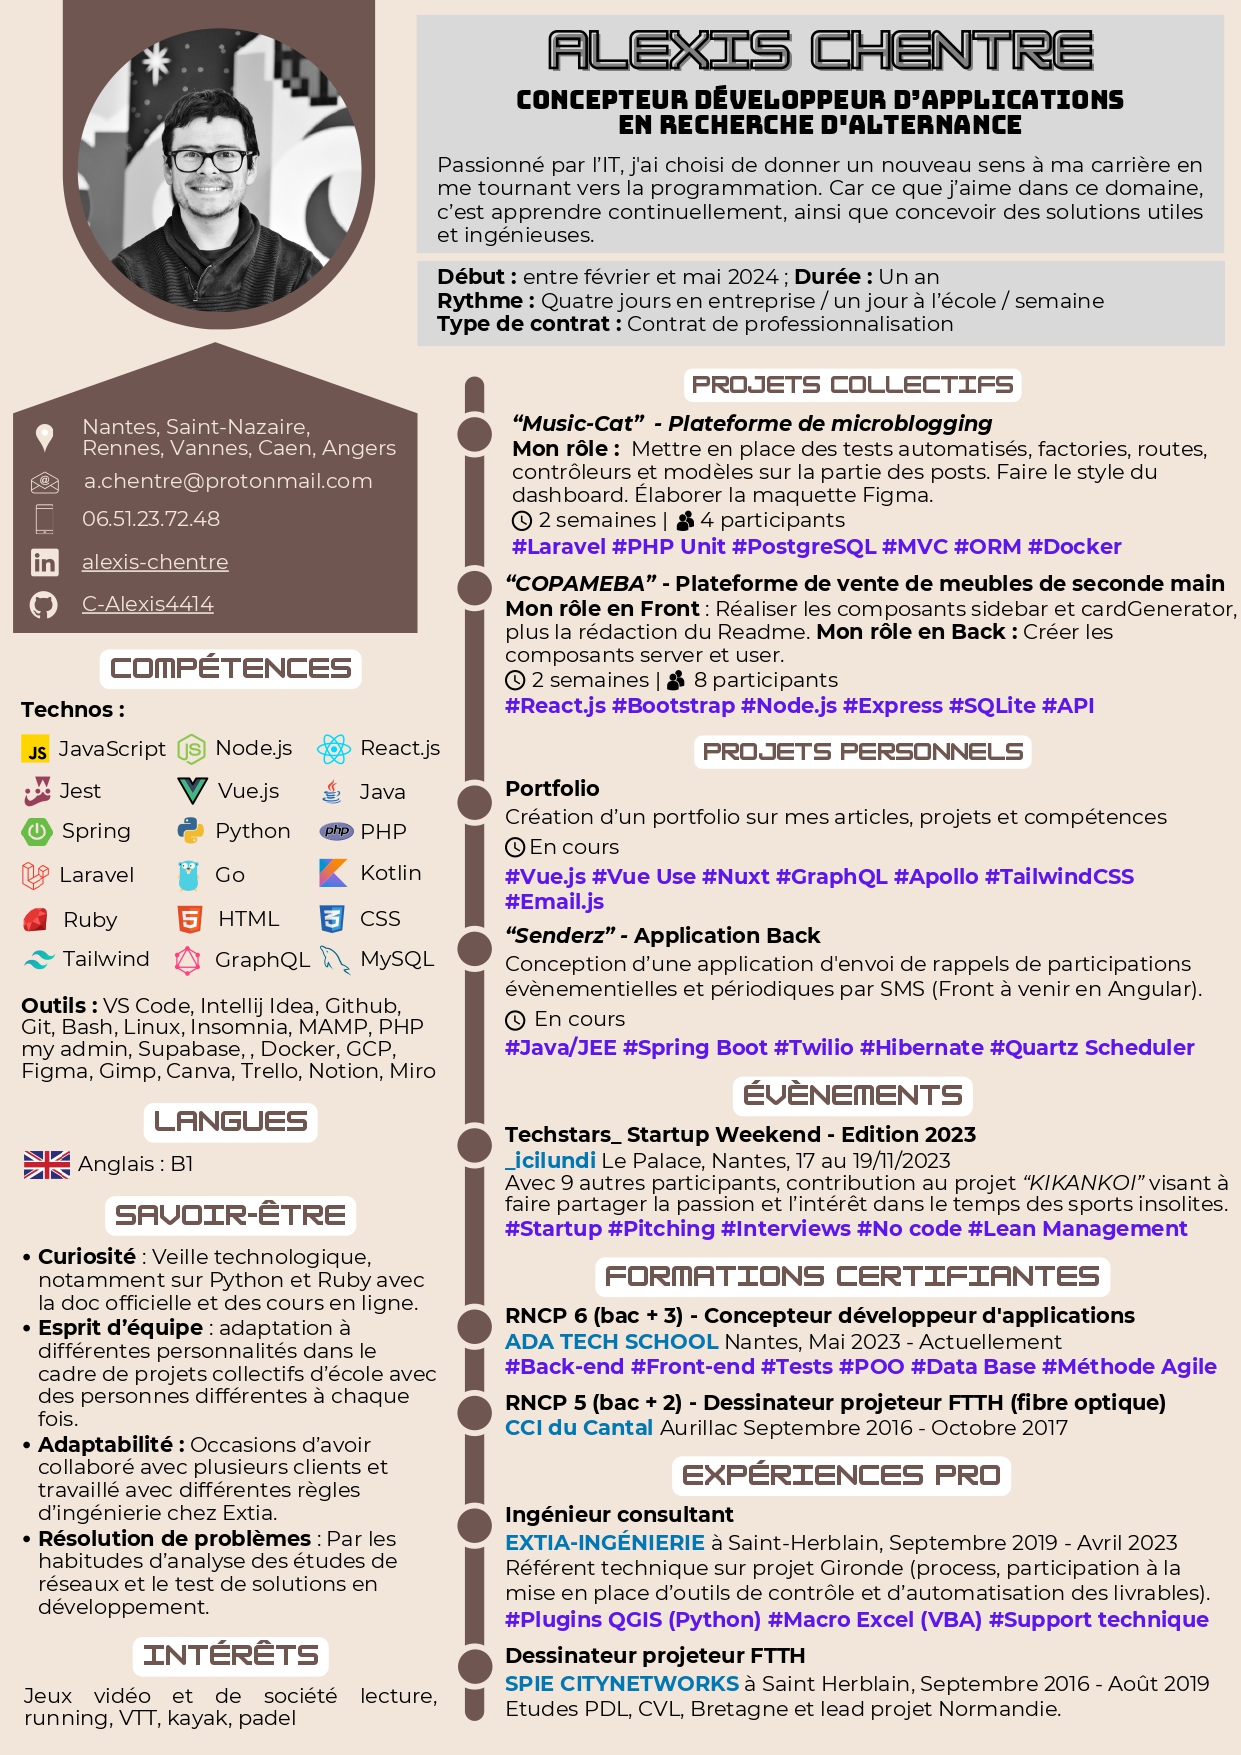 ALEXIS CHENTRE
CONCEPTEUR DÉVELOPPEUR D'APPLICATIONS
EN RECHERCHE D'ALTERNANCE
Passionné par l'IT, j'ai choisi de donner un nouveau sens à ma carrière en
me tournant vers la programmation. Car ce que j'aime dans ce domaine,
c'est apprendre continuellement, ainsi que concevoir des solutions utiles
et ingénieuses.
Début : entre février et mai 2024 ; Durée : Un an
Rythme : Quatre jours en entreprise / un jour à l'école / semaine
Type de contrat : Contrat de professionnalisation
Nantes, Saint-Nazaire,
Rennes, Vannes, Caen, Angers
a.chentre@protonmail.com
06.51.23.72.48
in alexis-chentre
C-Alexis4414
COMPÉTENCES
Technos :
JS JavaScript JS Node.js React.js
Jest Vue.js Java
Spring Python php PHP
Laravel Go Kotlin
Ruby 5 HTML 3 CSS
Tailwind GraphQL MySQL
Outils : VS Code, Intellij Idea, Github,
Git, Bash, Linux, Insomnia, MAMP, PHP
my admin, Supabase, , Docker, GCP,
Figma, Gimp, Canva, Trello, Notion, Miro
LANGUES
Anglais : B1
SAVOIR-ÊTRE
• Curiosité : Veille technologique,
notamment sur Python et Ruby avec
la doc officielle et des cours en ligne.
• Esprit d'équipe : adaptation à
différentes personnalités dans le
cadre de projets collectifs d'école avec
des personnes différentes à chaque
fois.
• Adaptabilité : Occasions d'avoir
collaboré avec plusieurs clients et
travaillé avec différentes règles
d'ingénierie chez Extia.
• Résolution de problèmes : Par les
habitudes d'analyse des études de
réseaux et le test de solutions en
développement.
INTÉRÊTS
Jeux vidéo et de société lecture,
running, VTT, kayak, padel
PROJETS COLLECTIFS
“Music-Cat” - Plateforme de microblogging
Mon rôle : Mettre en place des tests automatisés, factories, routes,
contrôleurs et modèles sur la partie des posts. Faire le style du
dashboard. Élaborer la maquette Figma.
2 semaines | 4 participants
#Laravel #PHP Unit #PostgreSQL #MVC #ORM #Docker
“COPAMEBA” - Plateforme de vente de meubles de seconde main
Mon rôle en Front : Réaliser les composants sidebar et cardGenerator,
plus la rédaction du Readme. Mon rôle en Back : Créer les
composants server et user.
2 semaines | 8 participants
#React.js #Bootstrap #Node.js #Express #SQLite #API
PROJETS PERSONNELS
Portfolio
Création d'un portfolio sur mes articles, projets et compétences
En cours
#Vue.js #Vue Use #Nuxt #GraphQL #Apollo #TailwindCSS
#Email.js
“Senderz” - Application Back
Conception d'une application d'envoi de rappels de participations
évènementielles et périodiques par SMS (Front à venir en Angular).
En cours
#Java/JEE #Spring Boot #Twilio #Hibernate #Quartz Scheduler
ÉVÈNEMENTS
Techstars_ Startup Weekend - Edition 2023
_icilundi Le Palace, Nantes, 17 au 19/11/2023
Avec 9 autres participants, contribution au projet “KIKANKOI” visant à
faire partager la passion et l'intérêt dans le temps des sports insolites.
#Startup #Pitching #Interviews #No code #Lean Management
FORMATIONS CERTIFIANTES
RNCP 6 (bac + 3) - Concepteur développeur d'applications
ADA TECH SCHOOL Nantes, Mai 2023 - Actuellement
#Back-end #Front-end #Tests #POO #Data Base #Méthode Agile
RNCP 5 (bac + 2) - Dessinateur projeteur FTTH (fibre optique)
CCI du Cantal Aurillac Septembre 2016 - Octobre 2017
EXPÉRIENCES PRO
Ingénieur consultant
EXTIA-INGÉNIERIE à Saint-Herblain, Septembre 2019 - Avril 2023
Référent technique sur projet Gironde (process, participation à la
mise en place d'outils de contrôle et d'automatisation des livrables).
#Plugins QGIS (Python) #Macro Excel (VBA) #Support technique
Dessinateur projeteur FTTH
SPIE CITYNETWORKS à Saint Herblain, Septembre 2016 - Août 2019
Etudes PDL, CVL, Bretagne et lead projet Normandie.